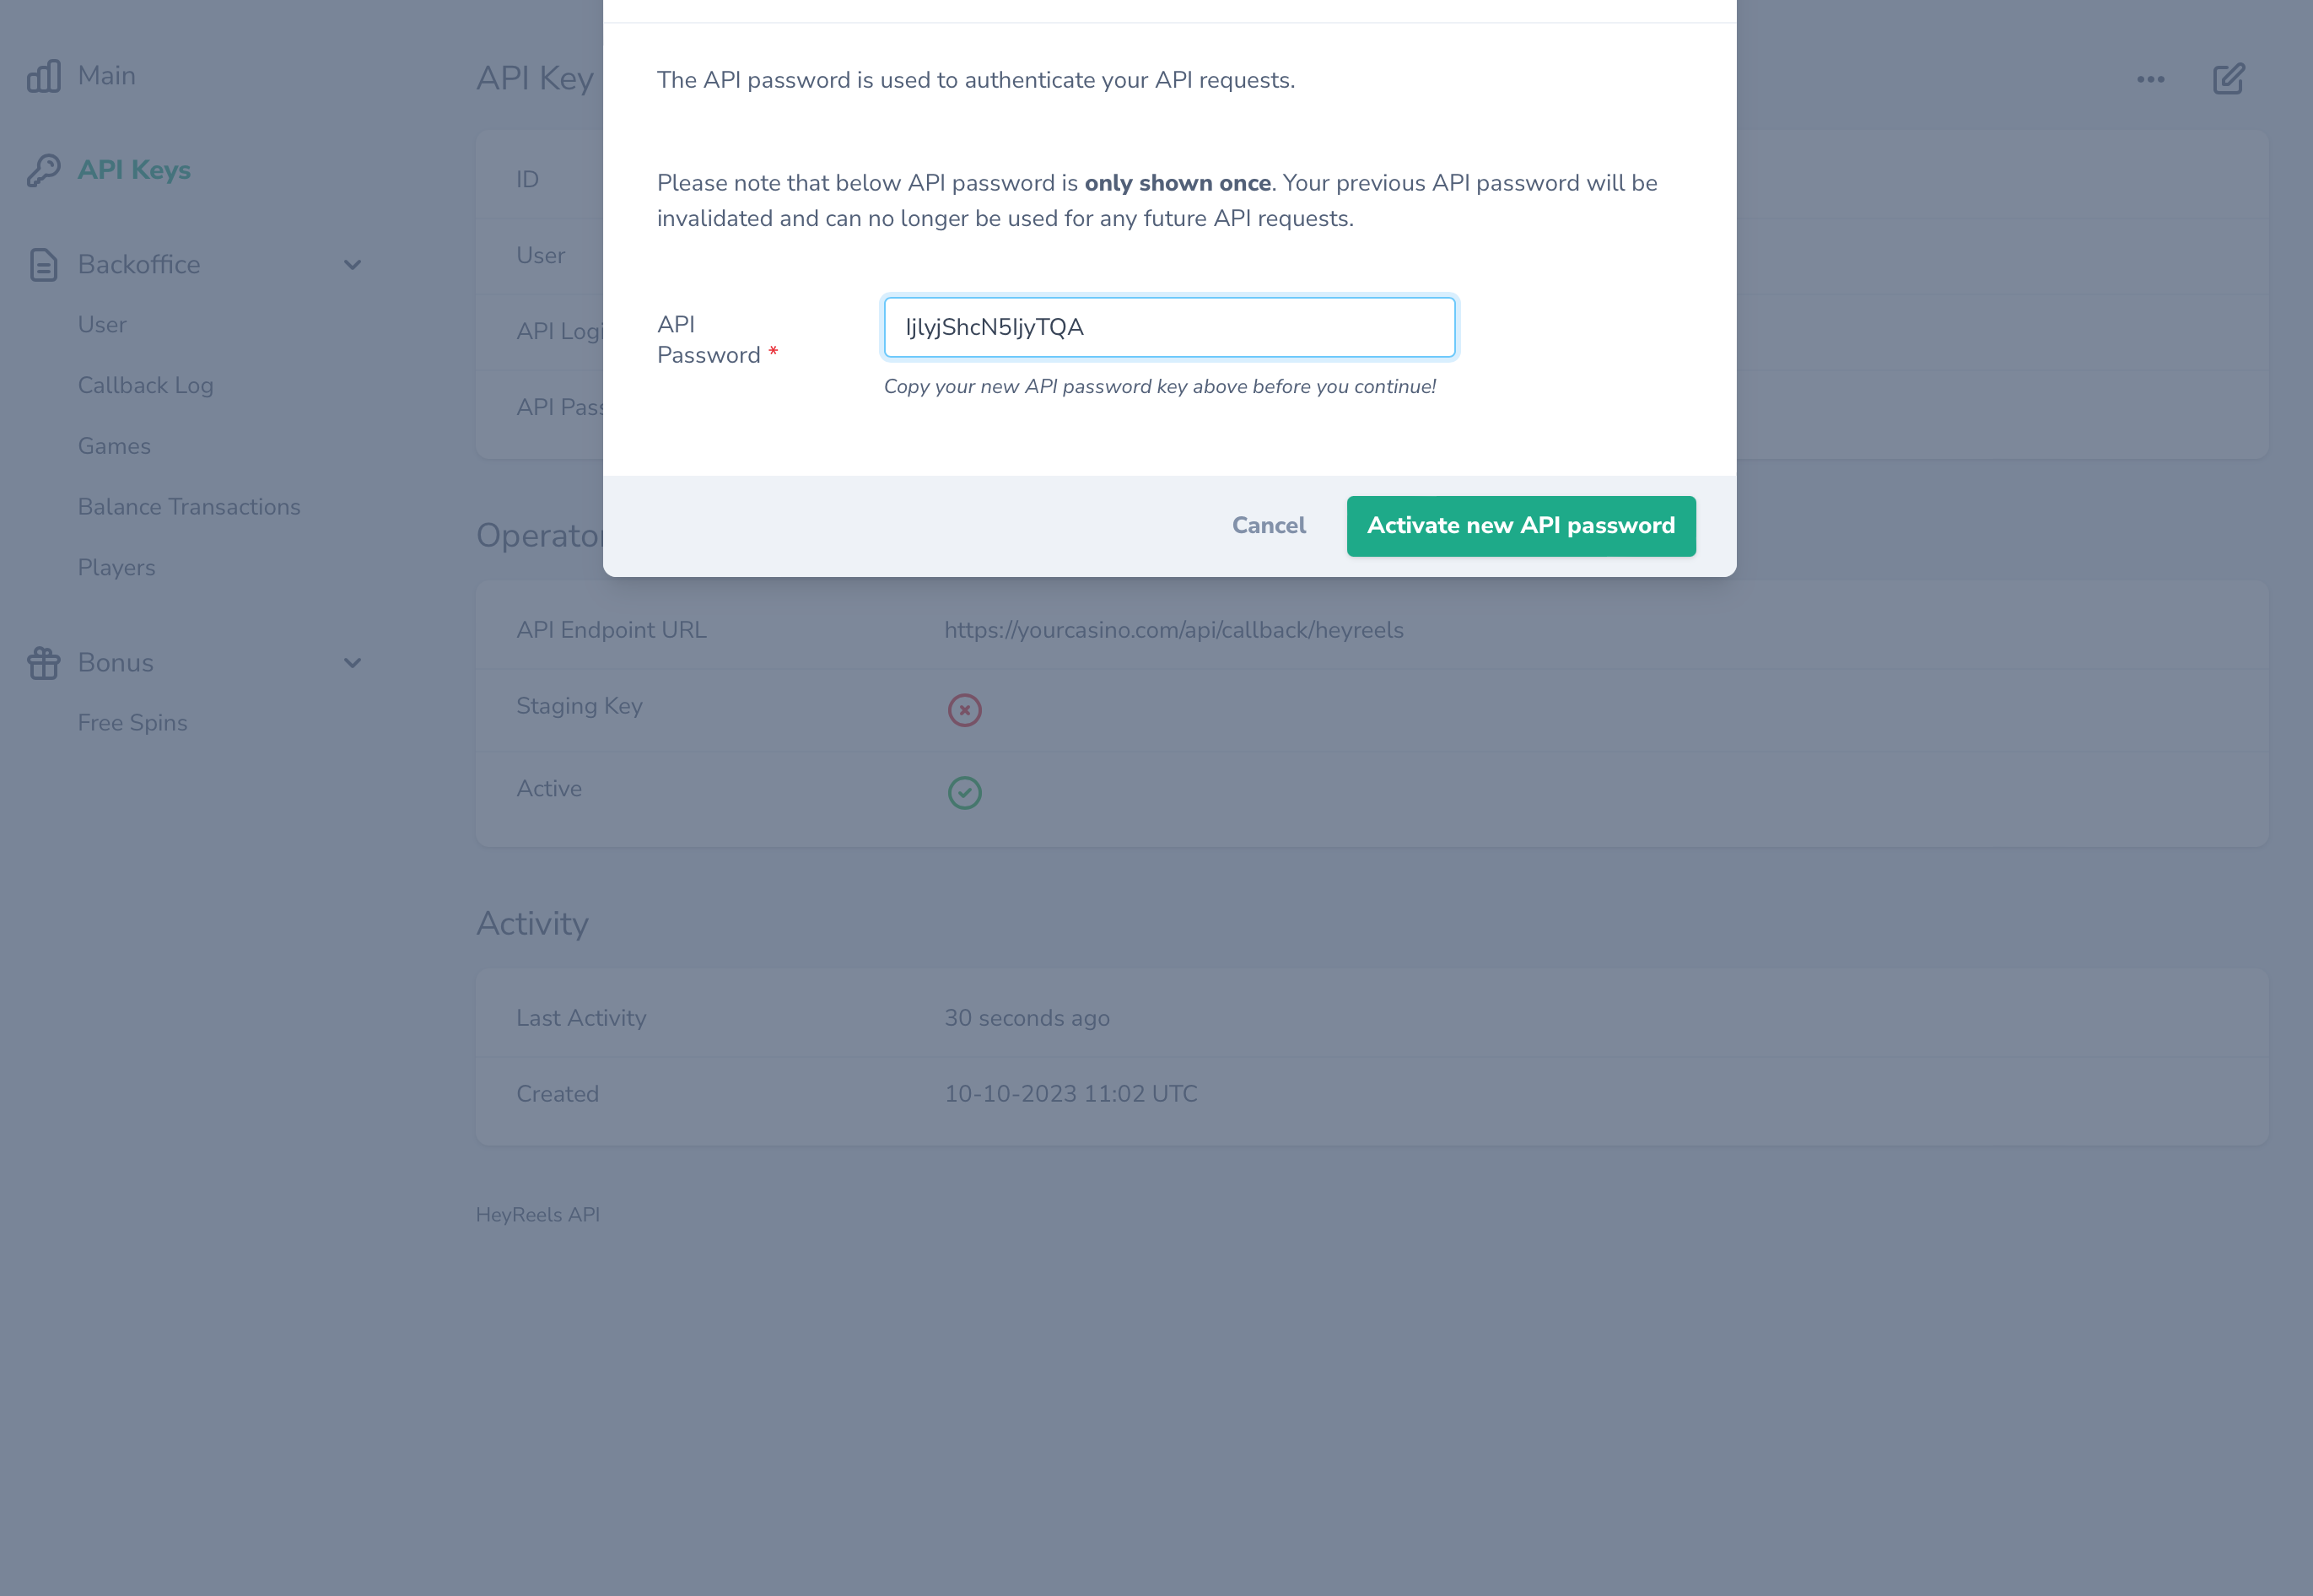 Main
API Keys
Backoffice
User
Callback Log
Games
Balance Transactions
Players
Bonus
Free Spins
API Key
ID
User
API Logi
API Pass
The API password is used to authenticate your API requests.
Please note that below API password is only shown once. Your previous API password will be
invalidated and can no longer be used for any future API requests.
API
Password *
IjlyjShcN5IjyTQA
Copy your new API password key above before you continue!
Cancel
Activate new API password
Operator
API Endpoint URL
https://yourcasino.com/api/callback/heyreels
Staging Key
Active
Activity
Last Activity
30 seconds ago
Created
10-10-2023 11:02 UTC
HeyReels API